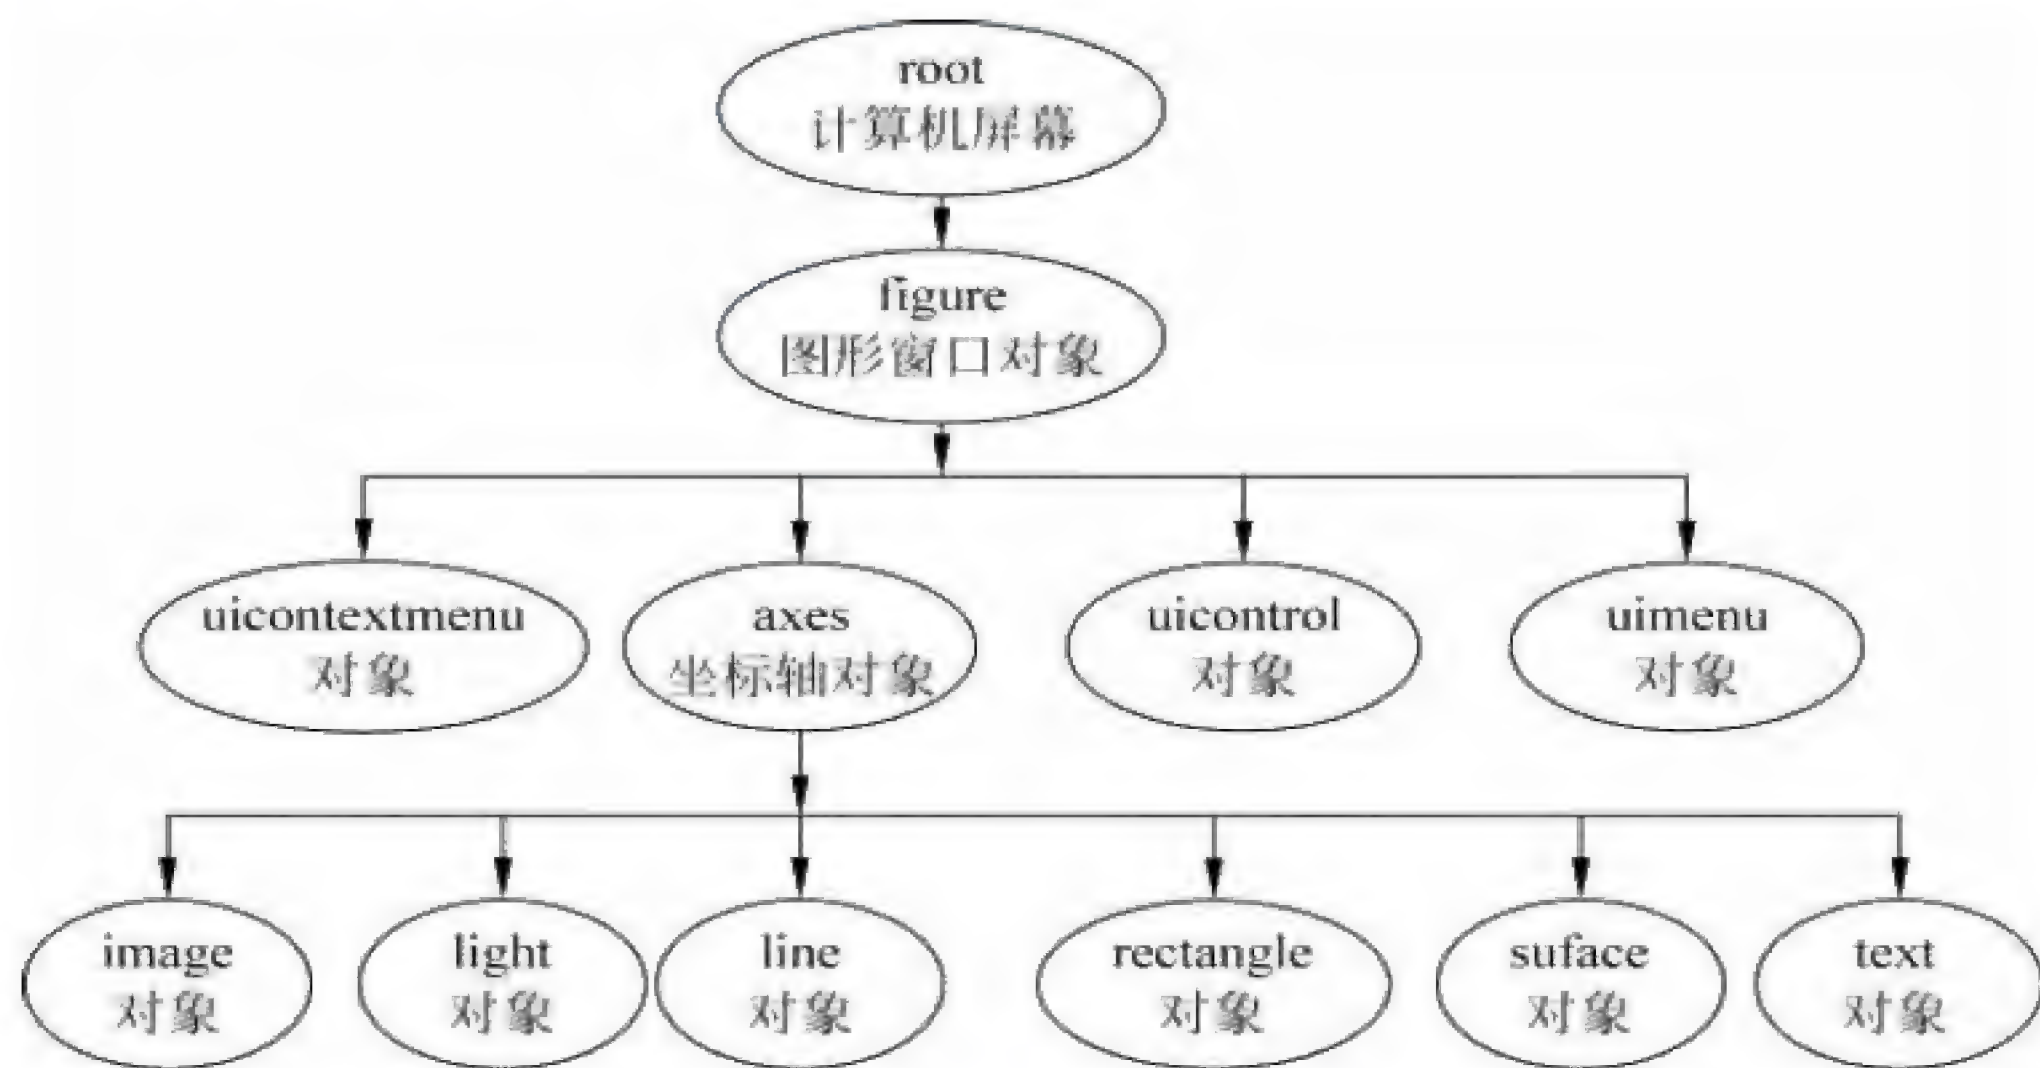 root
计算机屏幕
figure
图形窗口对象
uicontextmenu
对象
axes
坐标轴对象
uicontrol
对象
uimenu
对象
image
对象
light
对象
line
对象
rectangle
对象
suface
对象
text
对象